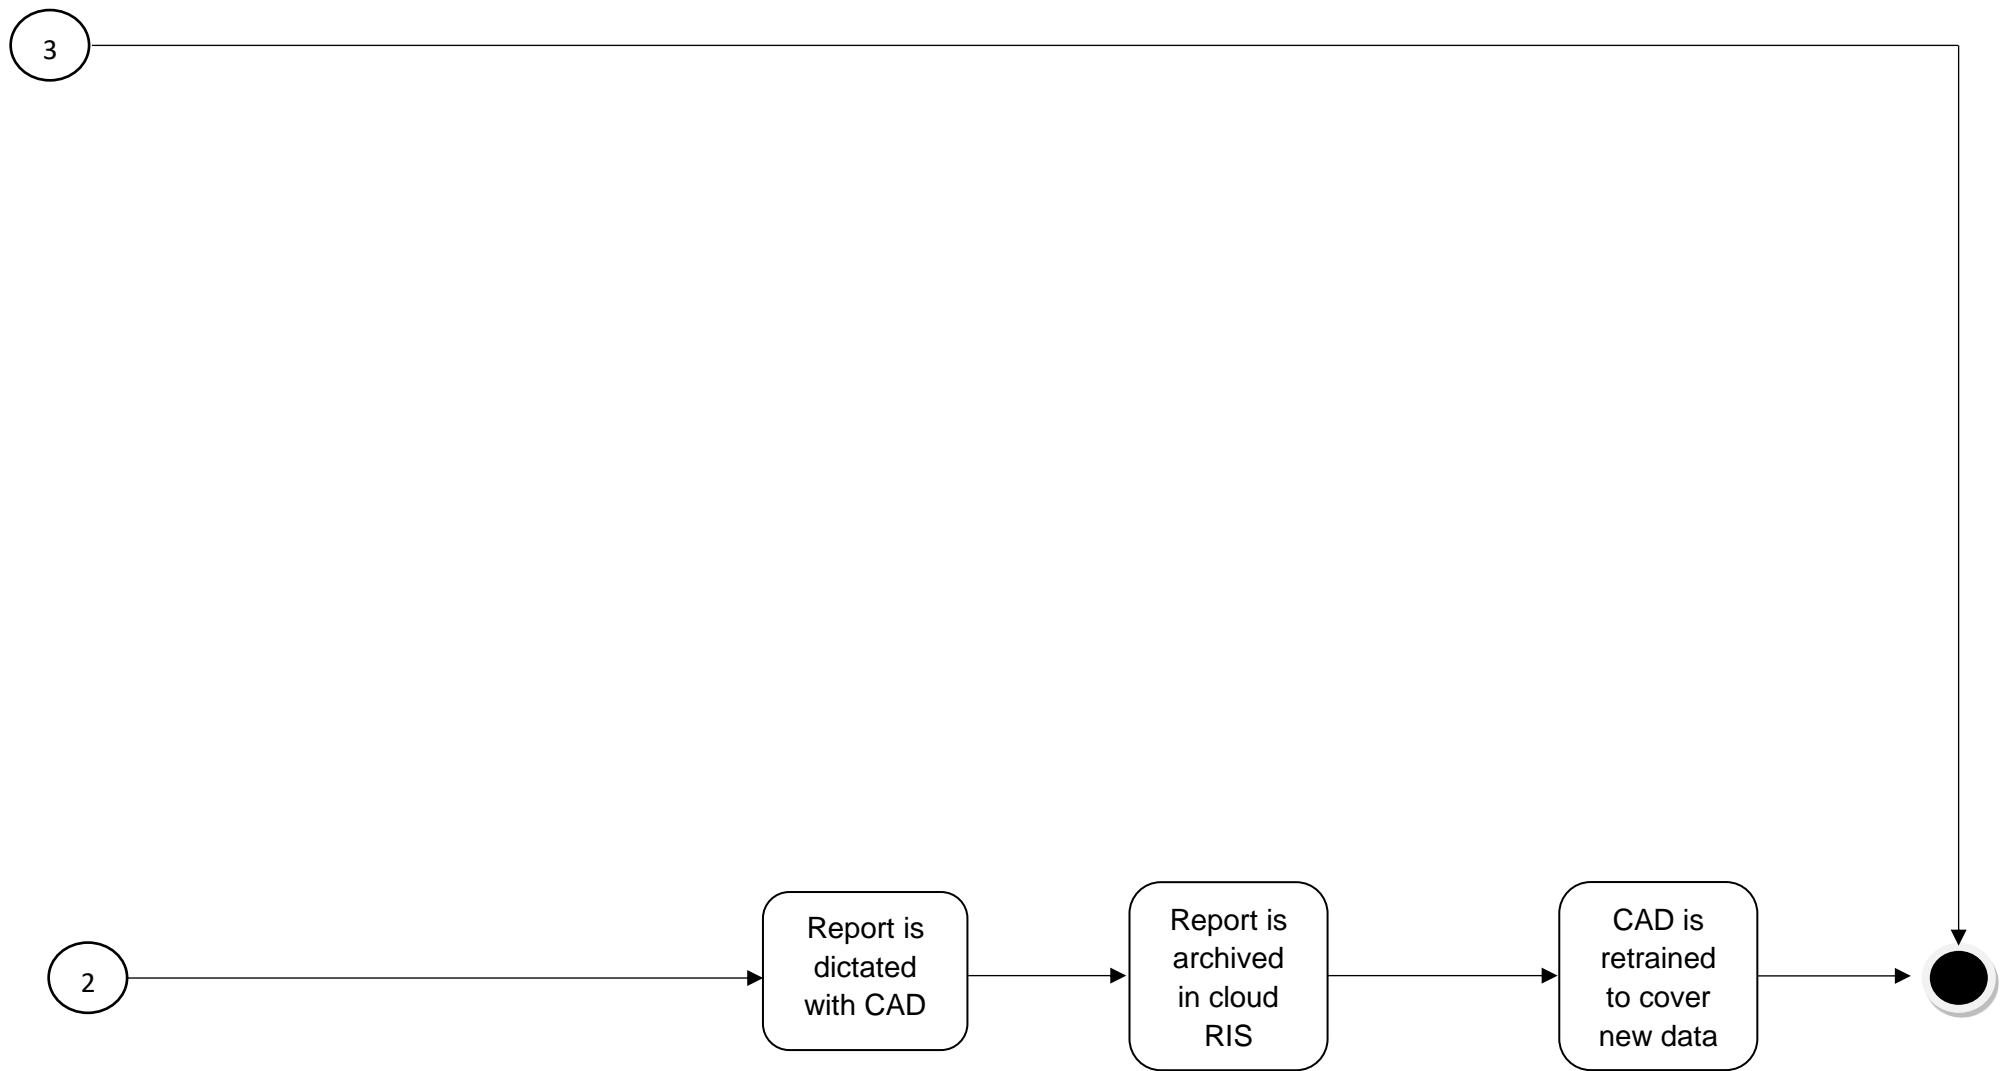 3
2
Report is
dictated
with CAD
Report is
archived
in cloud
RIS
CAD is
retrained
to cover
new data